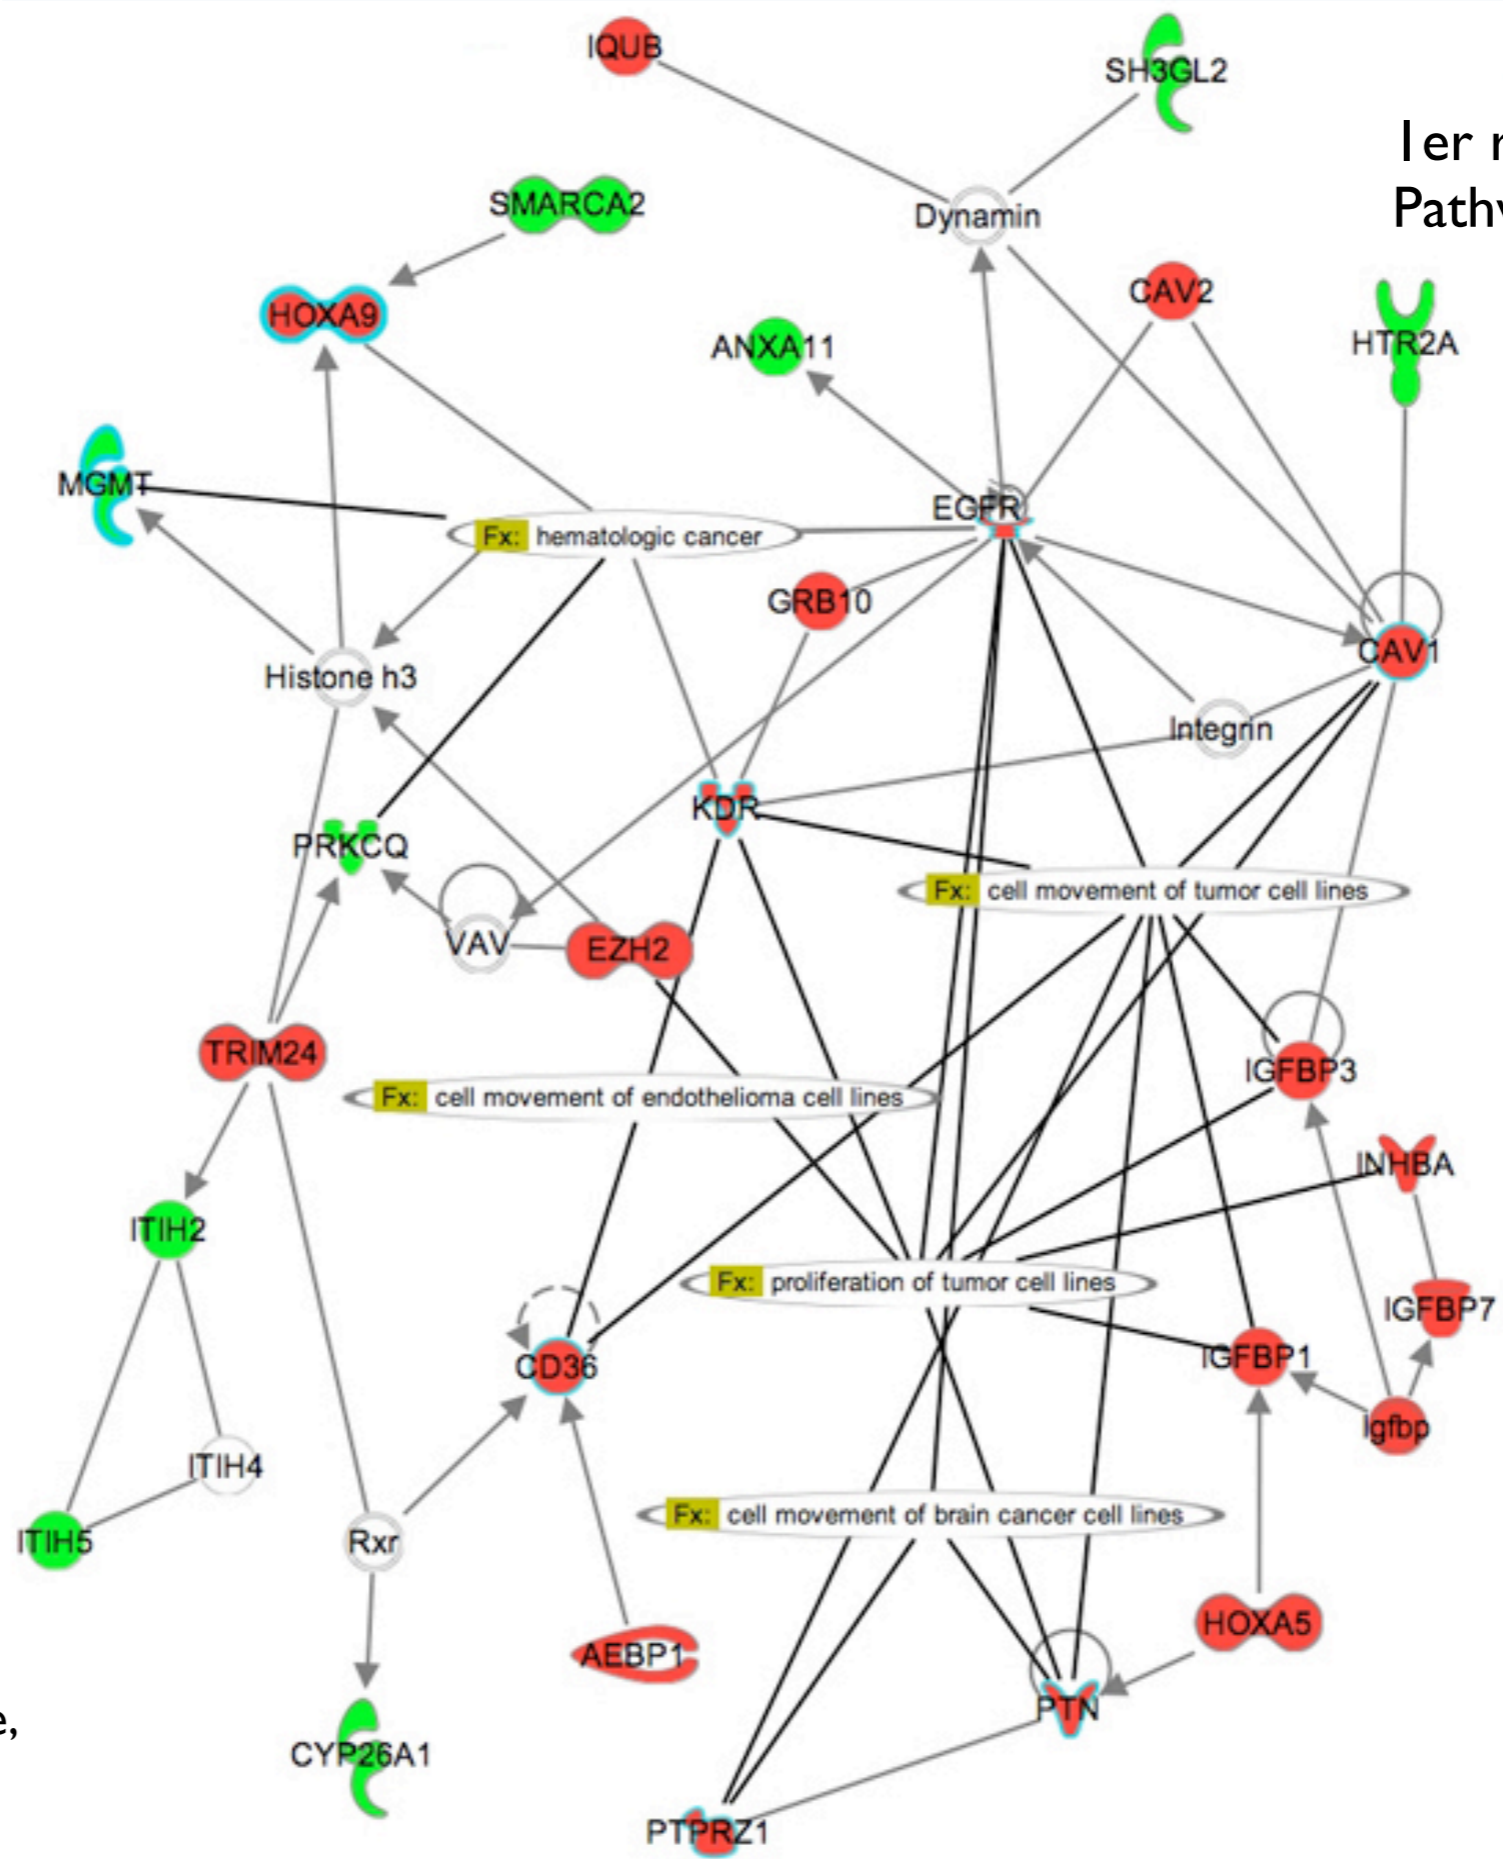 IQUB
SH3GL2
1er
Pathw
SMARCA2
Dynamin
CAV2
HOXA9
ANXA11
HTR2A
MGMT
EGFR
Fx: hematologic cancer
GRB10
CAV1
Histone h3
Integrin
KDR
PRKCQ
Fx: cell movement of tumor cell lines
VAV
EZH2
TRIM24
IGFBP3
Fx: cell movement of endothelioma cell lines
INHBA
ITIH2
Fx: proliferation of tumor cell lines
IGFBP7
CD36
IGFBP1
Igfbp
ITIH4
Fx: cell movement of brain cancer cell lines
ITIH5
Rxr
HOXA5
AEBP1
PTN
e,
CYP26A1
PTPRZ1